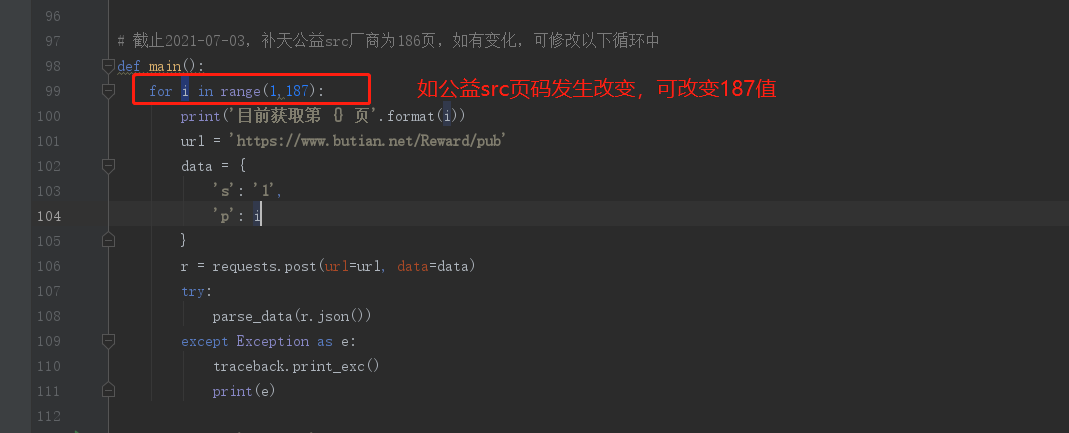 96
97 # 截止2021-07-03，补天公益src厂商为186页，如有变化，可修改以下循环中
98 def main():
99 for i in range(1,187): 如公益src页码发生改变，可改变187值
100 print('目前获取第 {} 页'.format(i))
101 url = 'https://www.butian.net/Reward/pub'
102 data = {
103 's': '1',
104 'p': i
105 }
106 r = requests.post(url=url, data=data)
107 try:
108 parse_data(r.json())
109 except Exception as e:
110 traceback.print_exc()
111 print(e)
112